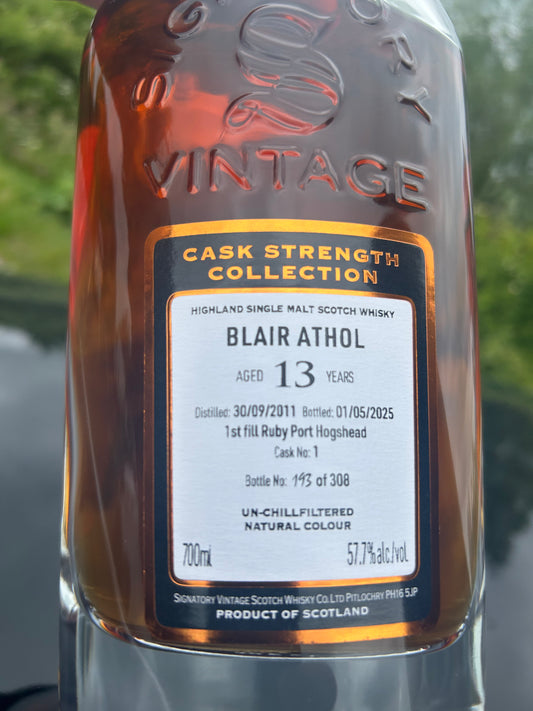 SIGNATORY
VINTAGE
CASK STRENGTH
COLLECTION
HIGHLAND SINGLE MALT SCOTCH WHISKY
BLAIR ATHOL
AGED 13 YEARS
Distilled: 30/09/2011 Bottled: 01/05/2025
1st fill Ruby Port Hogshead
Cask No: 1
Bottle No: 193 of 308
UN-CHILLFILTERED
NATURAL COLOUR
700ml 57.7%alc/vol
SIGNATORY VINTAGE SCOTCH WHISKY CO. LTD PITLOCHRY PH16 5JP
PRODUCT OF SCOTLAND